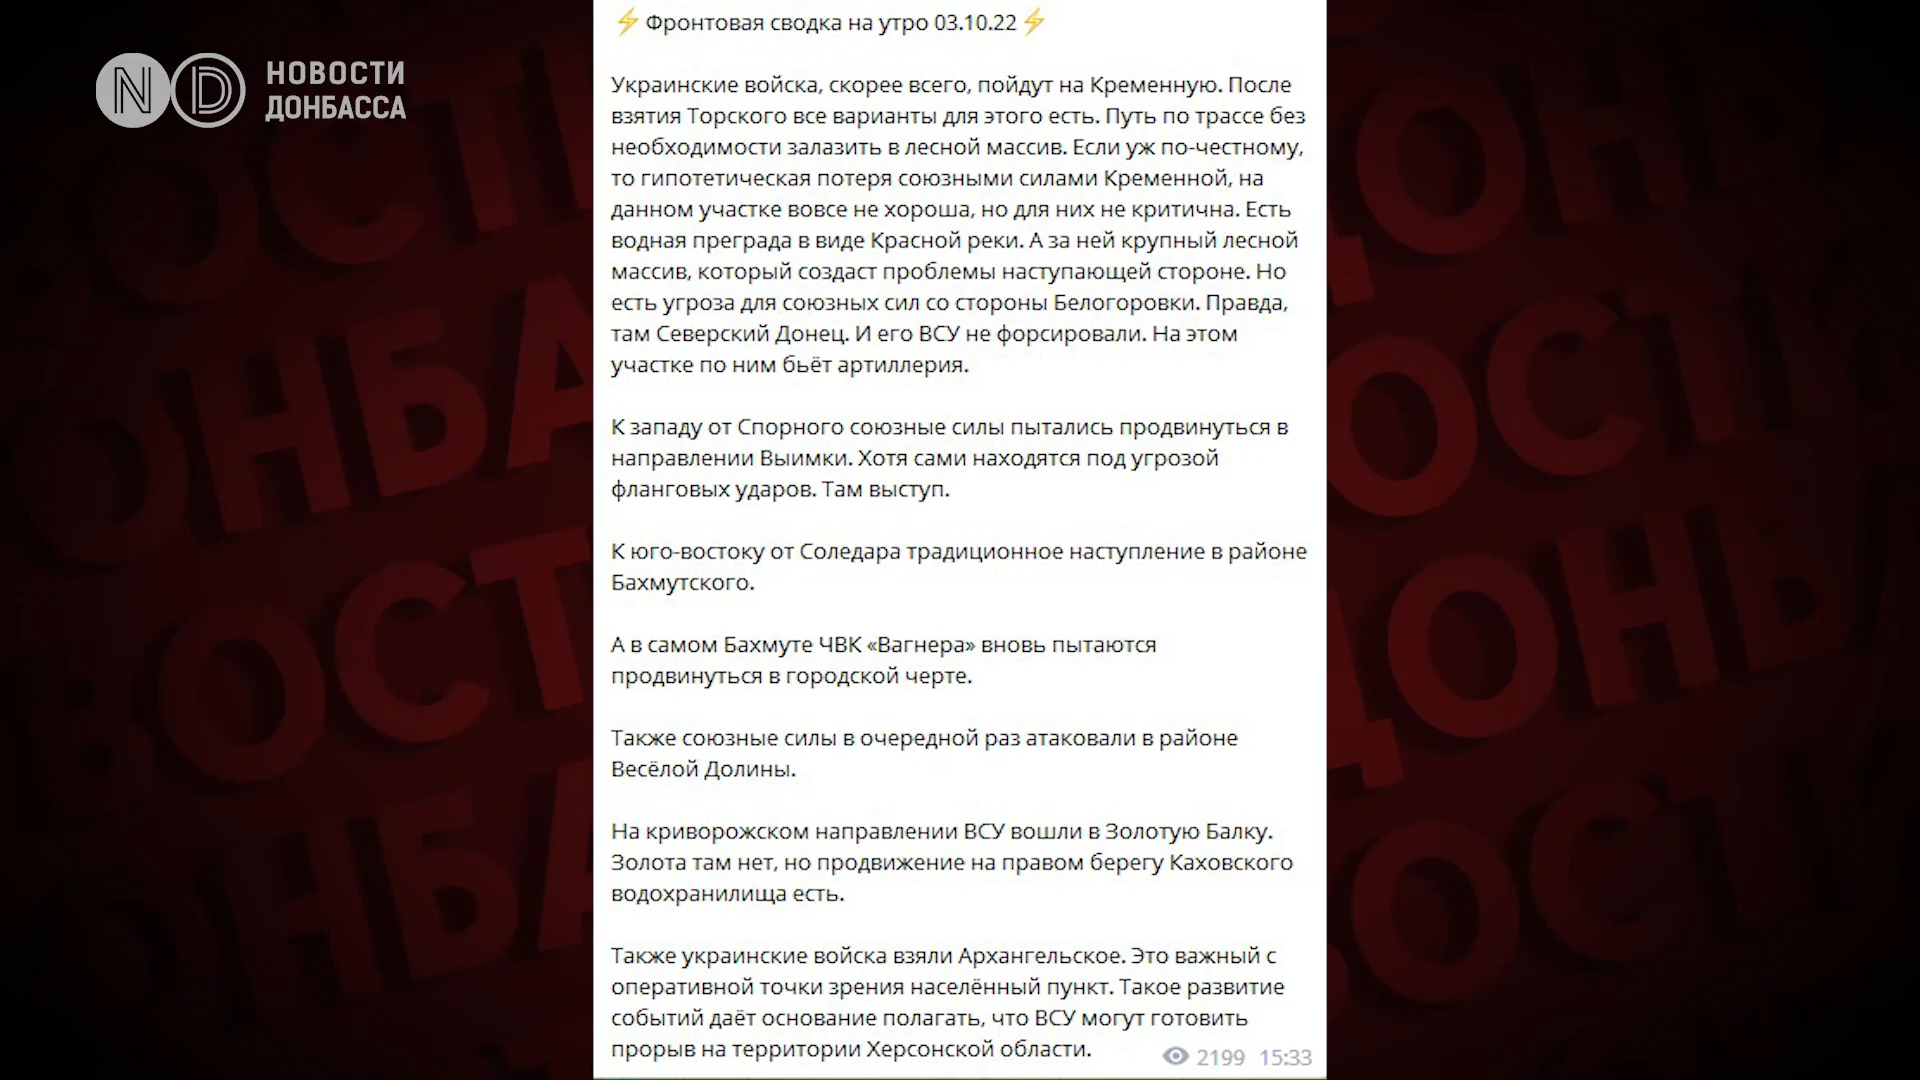 ND НОВОСТИ
ДОНБАССА
⚡ Фронтовая сводка на утро 03.10.22 ⚡
Украинские войска, скорее всего, пойдут на Кременную. После
взятия Торского все варианты для этого есть. Путь по трассе без
необходимости залазить в лесной массив. Если уж по-честному,
то гипотетическая потеря союзными силами Кременной, на
данном участке вовсе не хороша, но для них не критична. Есть
водная преграда в виде Красной реки. А за ней крупный лесной
массив, который создаст проблемы наступающей стороне. Но
есть угроза для союзных сил со стороны Белогоровки. Правда,
там Северский Донец. И его ВСУ не форсировали. На этом
участке по ним бьёт артиллерия.
К западу от Спорного союзные силы пытались продвинуться в
направлении Выимки. Хотя сами находятся под угрозой
фланговых ударов. Там выступ.
К юго-востоку от Соледара традиционное наступление в районе
Бахмутского.
А в самом Бахмуте ЧВК «Вагнера» вновь пытаются
продвинуться в городской черте.
Также союзные силы в очередной раз атаковали в районе
Весёлой Долины.
На криворожском направлении ВСУ вошли в Золотую Балку.
Золота там нет, но продвижение на правом берегу Каховского
водохранилища есть.
Также украинские войска взяли Архангельское. Это важный с
оперативной точки зрения населённый пункт. Такое развитие
событий даёт основание полагать, что ВСУ могут готовить
прорыв на территории Херсонской области.
2199 15:33